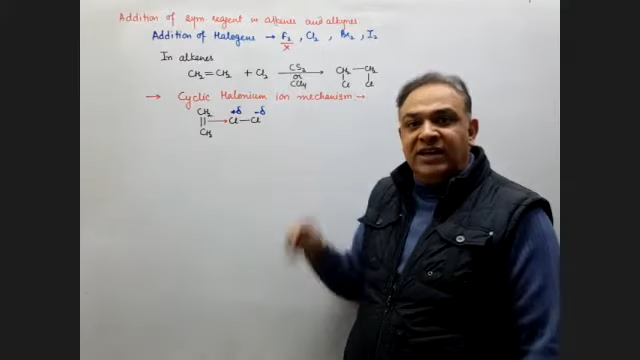 Addition of sym reagent in alkenes and alkynes
Addition of Halogens → F₂, Cl₂, Br₂, I₂
X
In alkenes
CH₂=CH₂ + Cl₂ CS₂ or CCl₄ → CH₂—CH₂
Cl Cl
→ Cyclic Halonium ion mechanism →
CH₂ +δ -δ
|| → Cl—Cl
CH₂